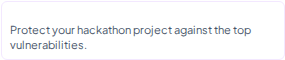 Protect your hackathon project against the top
vulnerabilities.